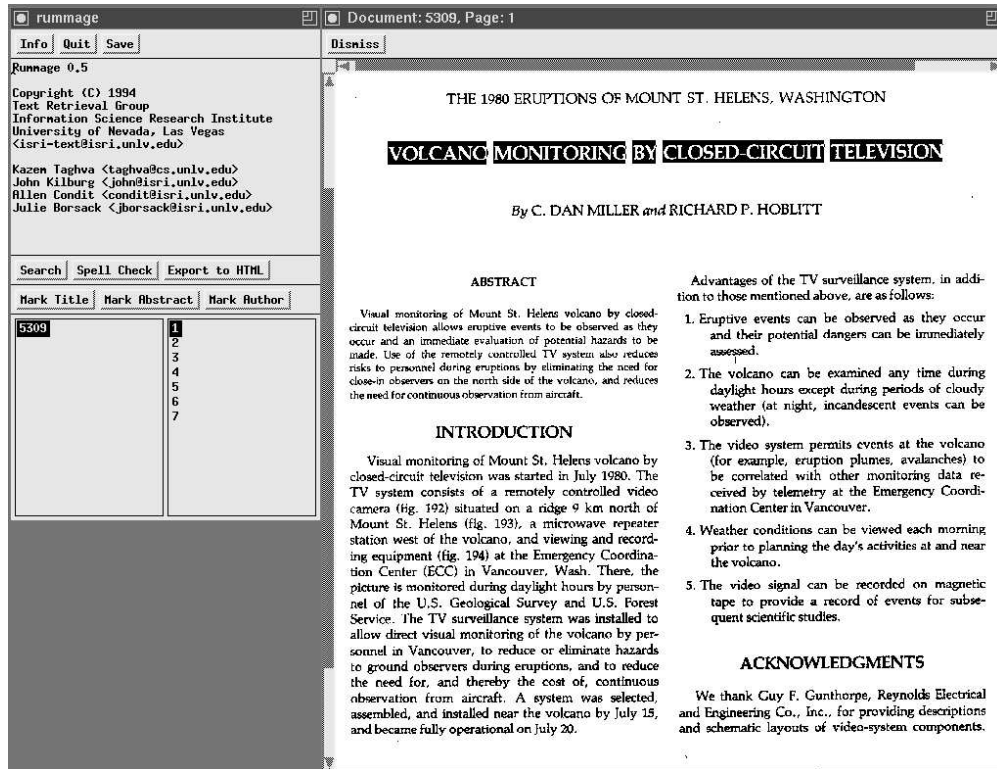 rummage
Info Quit Save
Rummage 0.5
Copyright (C) 1994
Text Retrieval Group
Information Science Research Institute
University of Nevada, Las Vegas
<isri-text@isri.unlv.edu>
Kazem Taghva <taghva@cs.unlv.edu>
John Kilburg <john@isri.unlv.edu>
Allen Condit <condit@isri.unlv.edu>
Julie Borsack <jborsack@isri.unlv.edu>
Search Spell Check Export to HTML
Mark Title Mark Abstract Mark Author
5309
1
2
3
4
5
6
7
Document: 5309, Page: 1
Dismiss
THE 1980 ERUPTIONS OF MOUNT ST. HELENS, WASHINGTON
VOLCANO MONITORING BY CLOSED-CIRCUIT TELEVISION
By C. DAN MILLER and RICHARD P. HOBLITT
ABSTRACT
Visual monitoring of Mount St. Helens volcano by closed-
circuit television allows eruptive events to be observed as they
occur and an immediate evaluation of potential hazards to be
made. Use of the remotely controlled TV system also reduces
risks to personnel during eruptions by eliminating the need for
close-in observers on the north side of the volcano, and reduces
the need for continuous observation from aircraft.
INTRODUCTION
Visual monitoring of Mount St. Helens volcano by
closed-circuit television was started in July 1980. The
TV system consists of a remotely controlled video
camera (fig. 192) situated on a ridge 9 km north of
Mount St. Helens (fig. 193), a microwave repeater
station west of the volcano, and viewing and record-
ing equipment (fig. 194) at the Emergency Coordina-
tion Center (ECC) in Vancouver, Wash. There, the
picture is monitored during daylight hours by person-
nel of the U.S. Geological Survey and U.S. Forest
Service. The TV surveillance system was installed to
allow direct visual monitoring of the volcano by per-
sonnel in Vancouver, to reduce or eliminate hazards
to ground observers during eruptions, and to reduce
the need for, and thereby the cost of, continuous
observation from aircraft. A system was selected,
assembled, and installed near the volcano by July 15,
and became fully operational on July 20.
Advantages of the TV surveillance system, in addi-
tion to those mentioned above, are as follows:
1. Eruptive events can be observed as they occur
and their potential dangers can be immediately
assessed.
2. The volcano can be examined any time during
daylight hours except during periods of cloudy
weather (at night, incandescent events can be
observed).
3. The video system permits events at the volcano
(for example, eruption plumes, avalanches) to
be correlated with other monitoring data re-
ceived by telemetry at the Emergency Coordi-
nation Center in Vancouver.
4. Weather conditions can be viewed each morning
prior to planning the day's activities at and near
the volcano.
5. The video signal can be recorded on magnetic
tape to provide a record of events for subse-
quent scientific studies.
ACKNOWLEDGMENTS
We thank Guy F. Gunthorpe, Reynolds Electrical
and Engineering Co., Inc., for providing descriptions
and schematic layouts of video-system components.